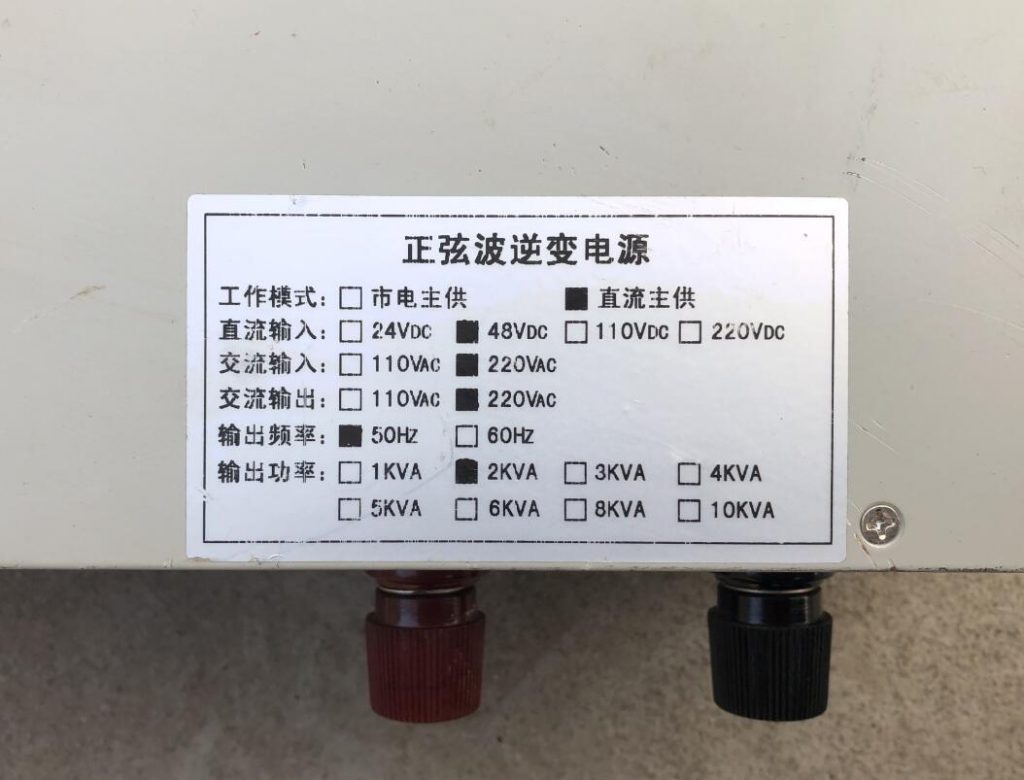 正弦波逆变电源
工作模式：□ 市电主供 ■ 直流主供
直流输入：□ 24VDC ■ 48VDC □ 110VDC □ 220VDC
交流输入：□ 110VAC ■ 220VAC
交流输出：□ 110VAC ■ 220VAC
输出频率：■ 50HZ □ 60HZ
输出功率：□ 1KVA ■ 2KVA □ 3KVA □ 4KVA
□ 5KVA □ 6KVA □ 8KVA □ 10KVA